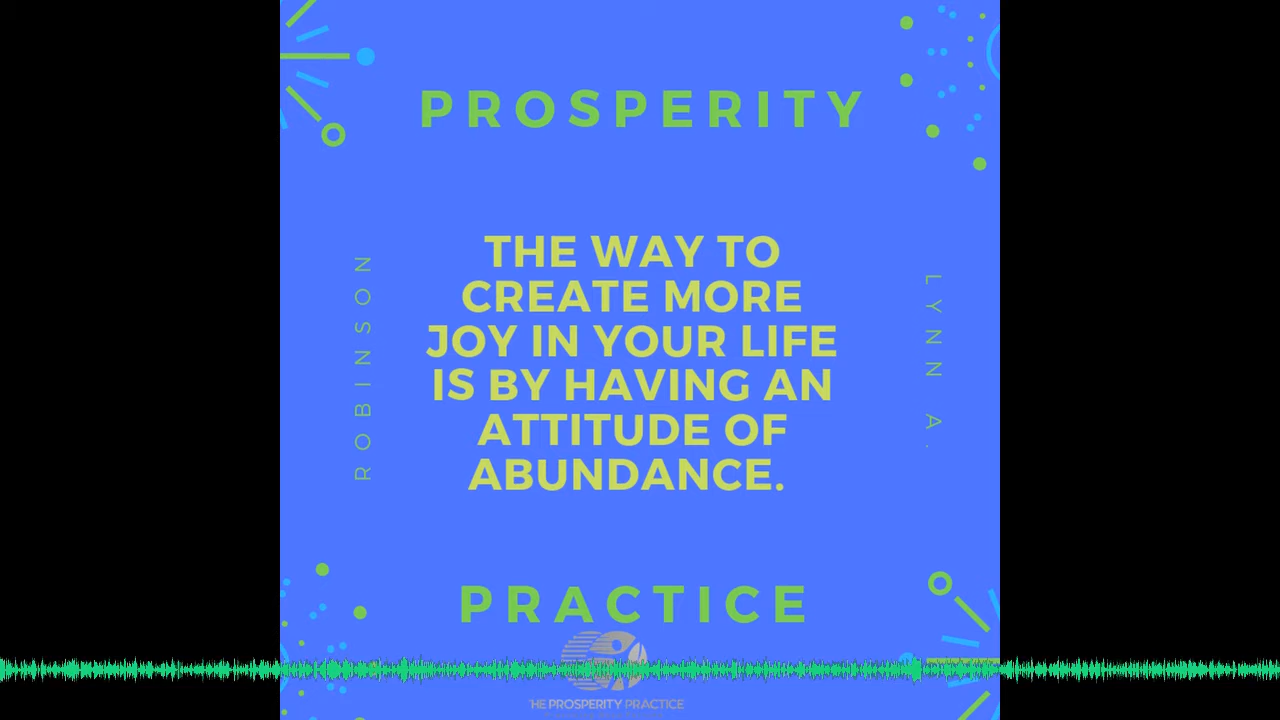 PROSPERITY
ROBINSON
LYNN A.
THE WAY TO
CREATE MORE
JOY IN YOUR LIFE
IS BY HAVING AN
ATTITUDE OF
ABUNDANCE.
PRACTICE
THE PROSPERITY PRACTICE